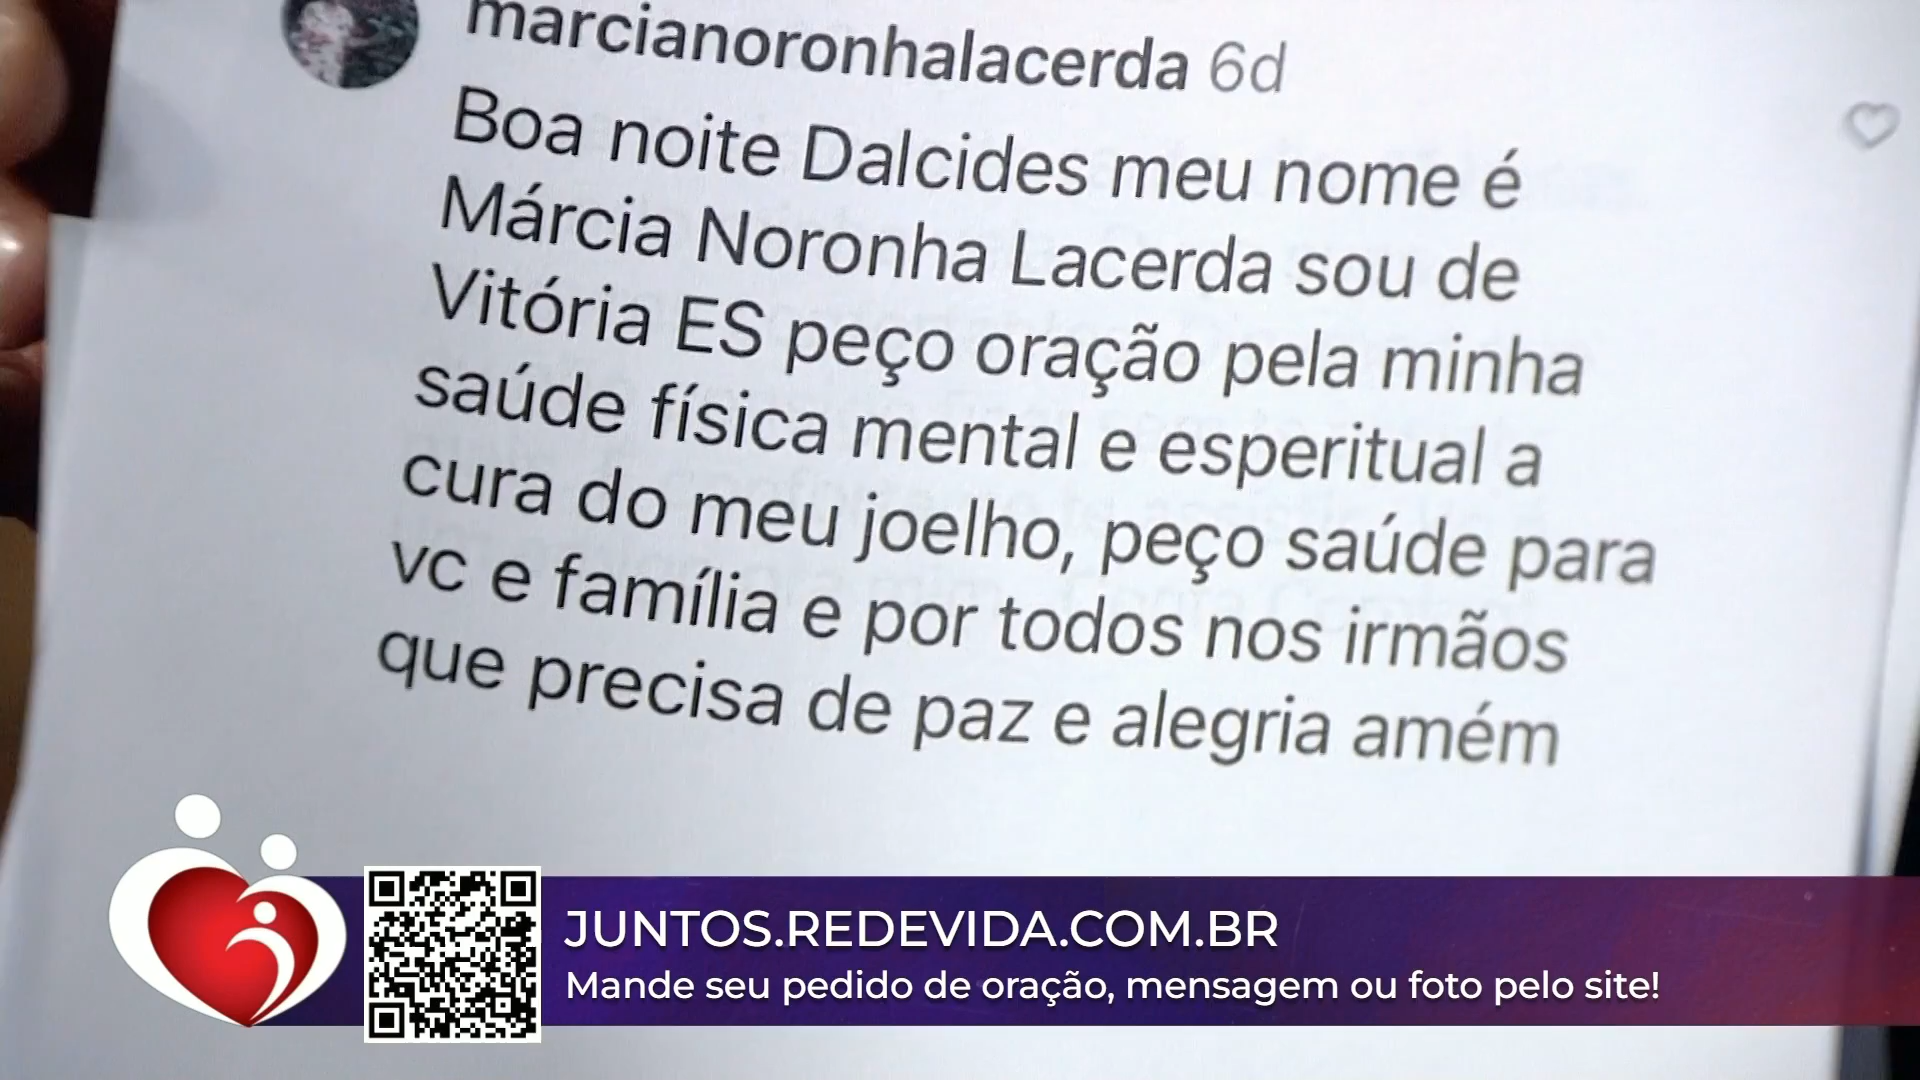 marcianoronhalacerda 6d
Boa noite Dalcides meu nome é
Márcia Noronha Lacerda sou de
Vitória ES peço oração pela minha
saúde física mental e esperitual a
cura do meu joelho, peço saúde para
vc e família e por todos nos irmãos
que precisa de paz e alegria amém
JUNTOS.REDEVIDA.COM.BR
Mande seu pedido de oração, mensagem ou foto pelo site!